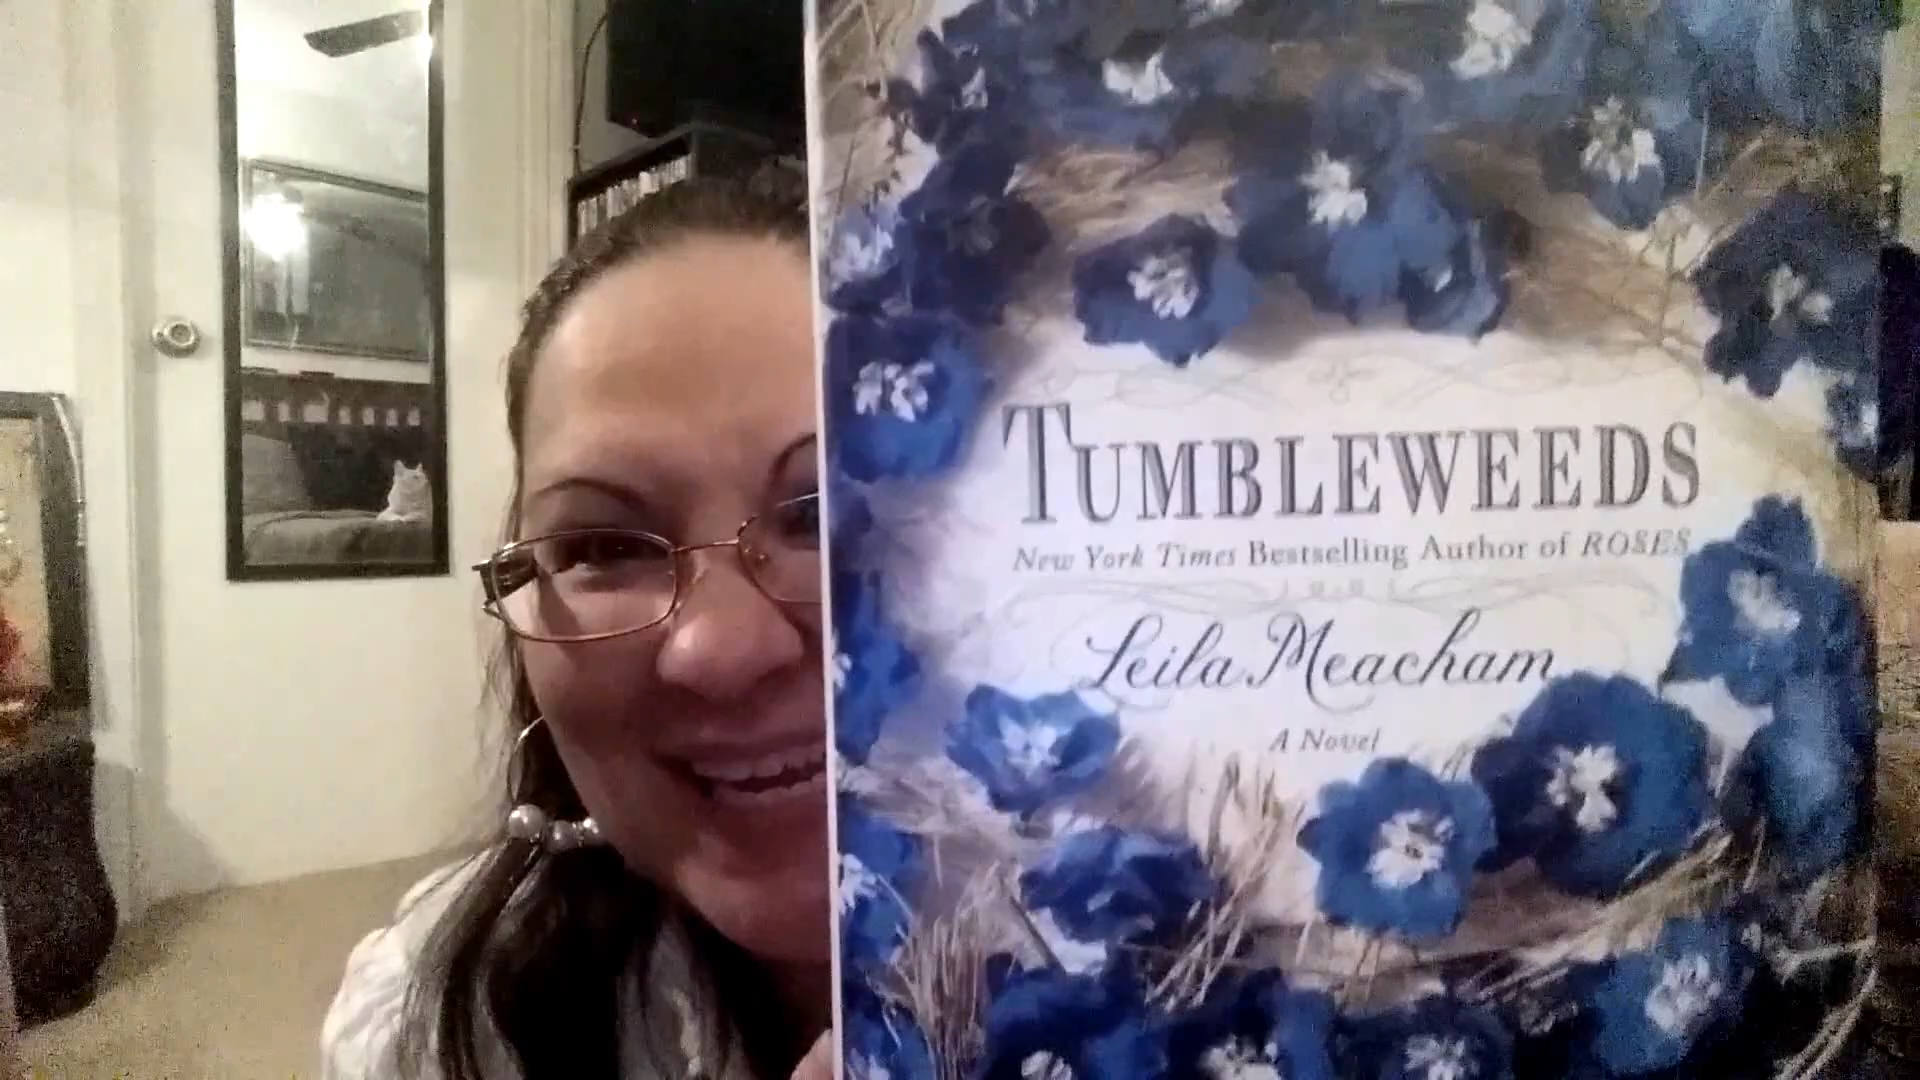 TUMBLEWEEDS
New York Times Bestselling Author of ROSES
Leila Meacham
A Novel